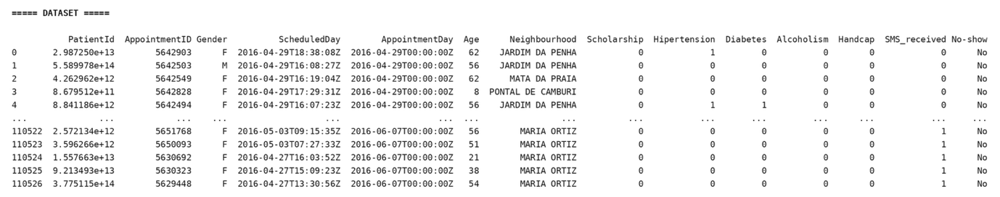 ===== DATASET =====
PatientId AppointmentID Gender ScheduledDay AppointmentDay Age Neighbourhood Scholarship Hipertension Diabetes Alcoholism Handcap SMS_received No-show
0 2.987250e+13 5642903 F 2016-04-29T18:38:08Z 2016-04-29T00:00:00Z 62 JARDIM DA PENHA 0 1 0 0 0 0 No
1 5.589978e+14 5642503 M 2016-04-29T16:08:27Z 2016-04-29T00:00:00Z 56 JARDIM DA PENHA 0 0 0 0 0 0 No
2 4.262962e+12 5642549 F 2016-04-29T16:19:04Z 2016-04-29T00:00:00Z 62 MATA DA PRAIA 0 0 0 0 0 0 No
3 8.679512e+11 5642828 F 2016-04-29T17:29:31Z 2016-04-29T00:00:00Z 8 PONTAL DE CAMBURI 0 0 0 0 0 0 No
4 8.841186e+12 5642494 F 2016-04-29T16:07:23Z 2016-04-29T00:00:00Z 56 JARDIM DA PENHA 0 1 1 0 0 0 No
... ... ... ... ... ... ... ... ... ... ... ... ... ... ...
110522 2.572134e+12 5651768 F 2016-05-03T09:15:35Z 2016-06-07T00:00:00Z 56 MARIA ORTIZ 0 0 0 0 0 1 No
110523 3.596266e+12 5650093 F 2016-05-03T07:27:33Z 2016-06-07T00:00:00Z 51 MARIA ORTIZ 0 0 0 0 0 1 No
110524 1.557663e+13 5630692 F 2016-04-27T16:03:52Z 2016-06-07T00:00:00Z 21 MARIA ORTIZ 0 0 0 0 0 1 No
110525 9.213493e+13 5630323 F 2016-04-27T15:09:23Z 2016-06-07T00:00:00Z 38 MARIA ORTIZ 0 0 0 0 0 1 No
110526 3.775115e+14 5629448 F 2016-04-27T13:30:56Z 2016-06-07T00:00:00Z 54 MARIA ORTIZ 0 0 0 0 0 1 No